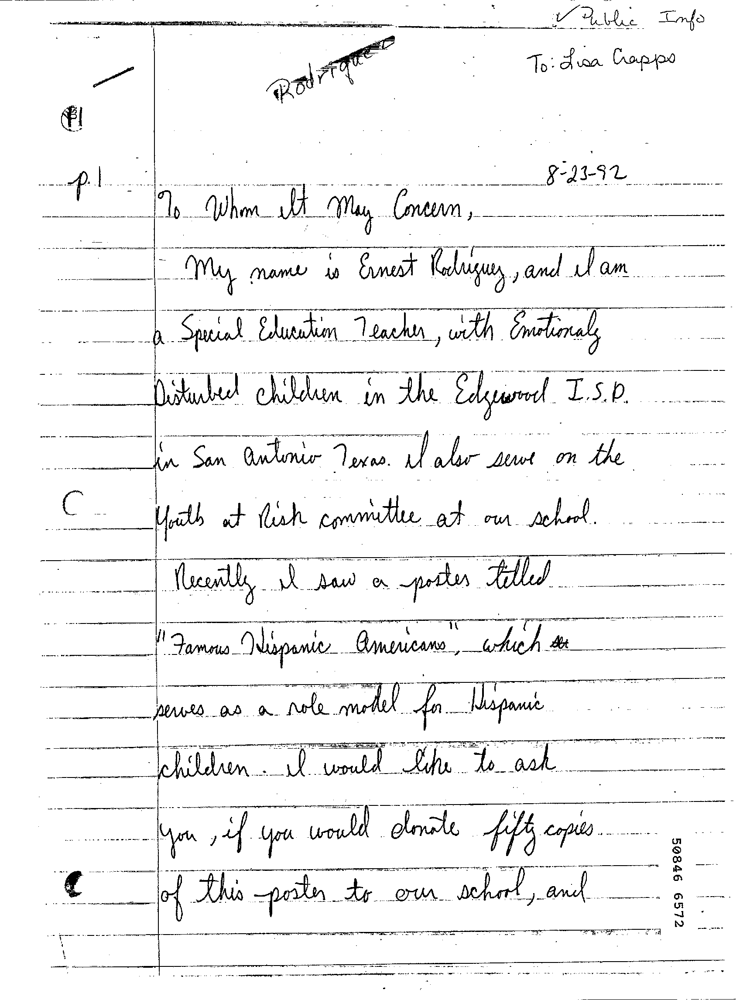 ✓ Public Info
Rodriquez
To: Lisa Crapps
p.1
8-23-92
To Whom It May Concern,
My name is Ernest Rodriguez, and I am
a Special Education Teacher, with Emotionaly
Disturbed children in the Edgewood I.S.D.
in San Antonio Texas. I also serve on the
Youth at Risk committee at our school.
Recently I saw a poster titled
"Famous Hispanic Americans", which
serves as a role model for Hispanic
children. I would like to ask
you, if you would donate fifty copies
of this poster to our school, and
50846 6572